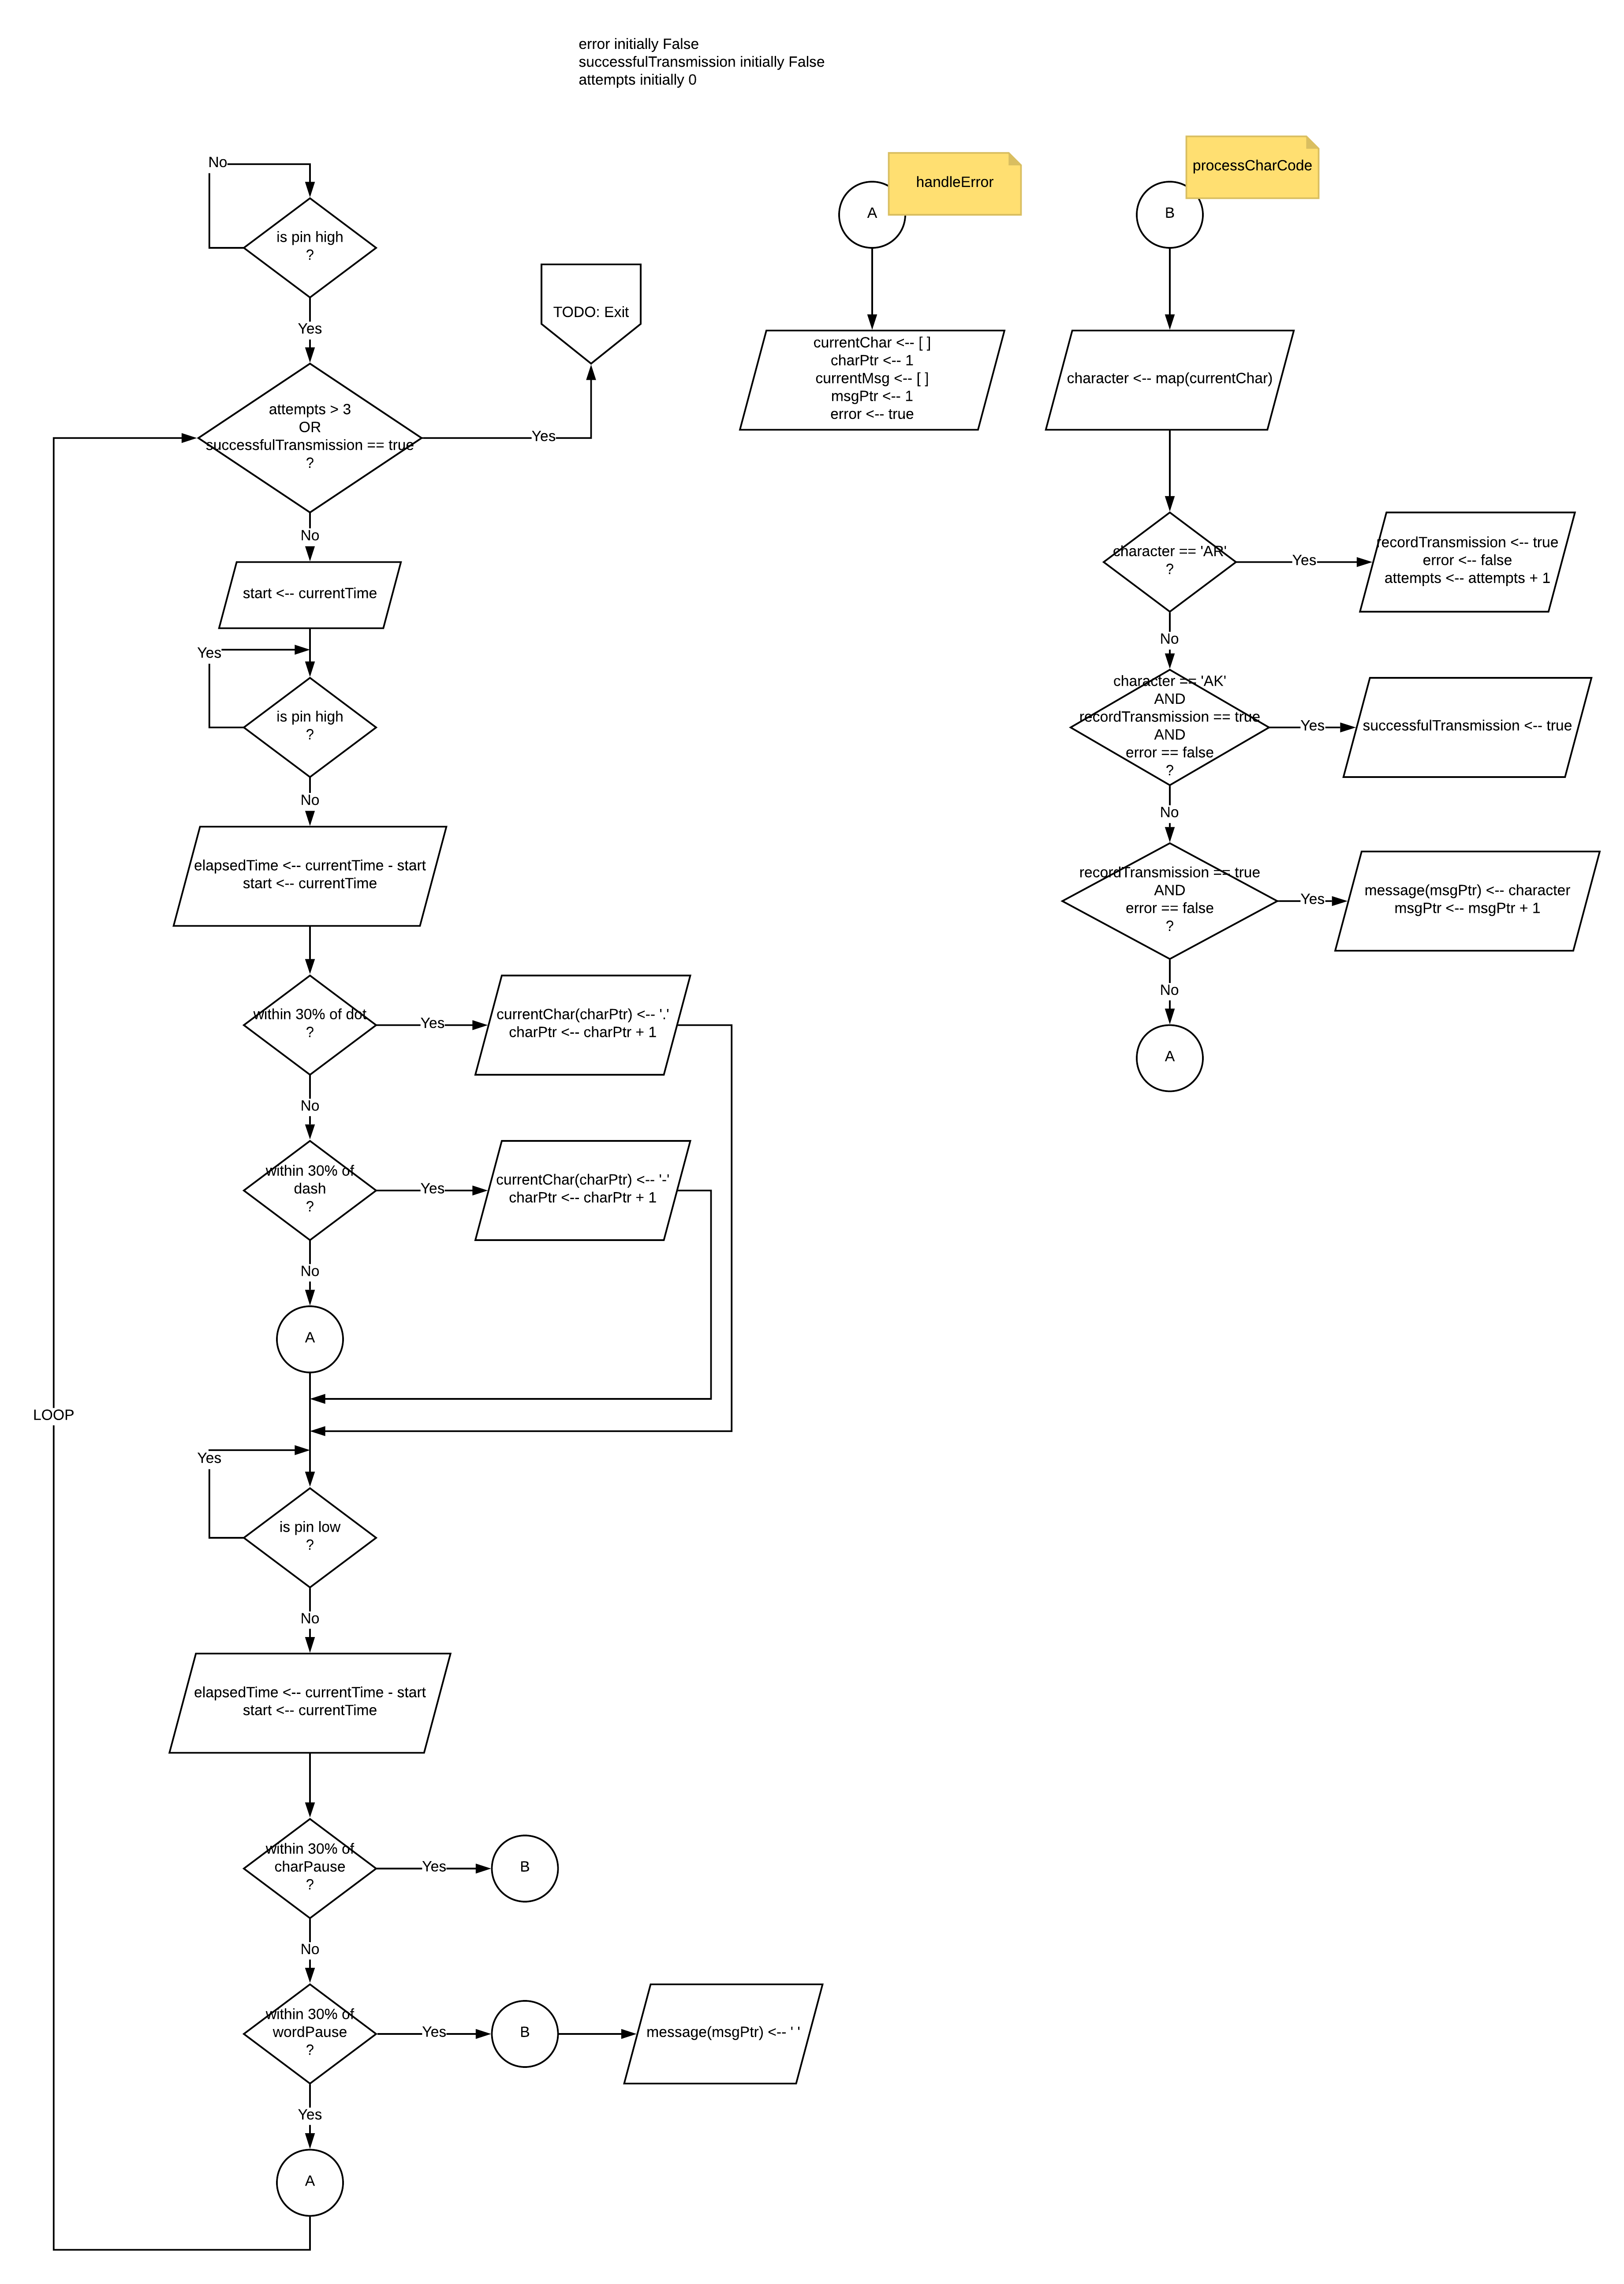 error initially False
successfulTransmission initially False
attempts initially 0
No
is pin high
?
Yes
attempts > 3
OR
successfulTransmission == true
?
Yes
TODO: Exit
No
start <-- currentTime
Yes
is pin high
?
No
elapsedTime <-- currentTime - start
start <-- currentTime
within 30% of dot
?
Yes
currentChar(charPtr) <-- '.'
charPtr <-- charPtr + 1
No
within 30% of
dash
?
Yes
currentChar(charPtr) <-- '-'
charPtr <-- charPtr + 1
No
A
LOOP
Yes
is pin low
?
No
elapsedTime <-- currentTime - start
start <-- currentTime
within 30% of
charPause
?
Yes
B
No
within 30% of
wordPause
?
Yes
B
message(msgPtr) <-- ' '
Yes
A
handleError
A
currentChar <-- [ ]
charPtr <-- 1
currentMsg <-- [ ]
msgPtr <-- 1
error <-- true
processCharCode
B
character <-- map(currentChar)
character == 'AR'
?
Yes
recordTransmission <-- true
error <-- false
attempts <-- attempts + 1
No
character == 'AK'
AND
recordTransmission == true
AND
error == false
?
Yes
successfulTransmission <-- true
No
recordTransmission == true
AND
error == false
?
Yes
message(msgPtr) <-- character
msgPtr <-- msgPtr + 1
No
A